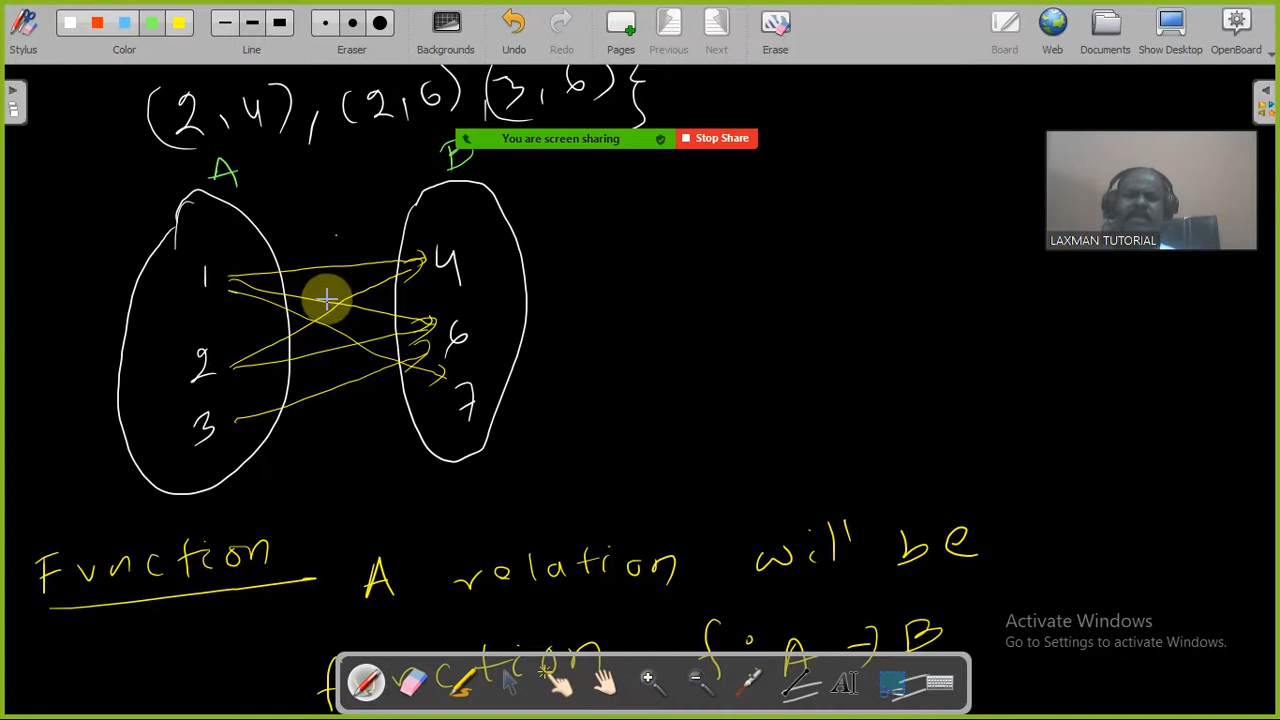 Stylus Color Line Eraser Backgrounds Undo Redo Pages Previous Next Erase Board Web Documents Show Desktop OpenBoard
(2,4), (2,6) (3,6)}
You are screen sharing Stop Share
A B
LAXMAN TUTORIAL
1 4
2 6
3 7
Function A relation will be
function f: A → B
Activate Windows
Go to Settings to activate Windows.
AI